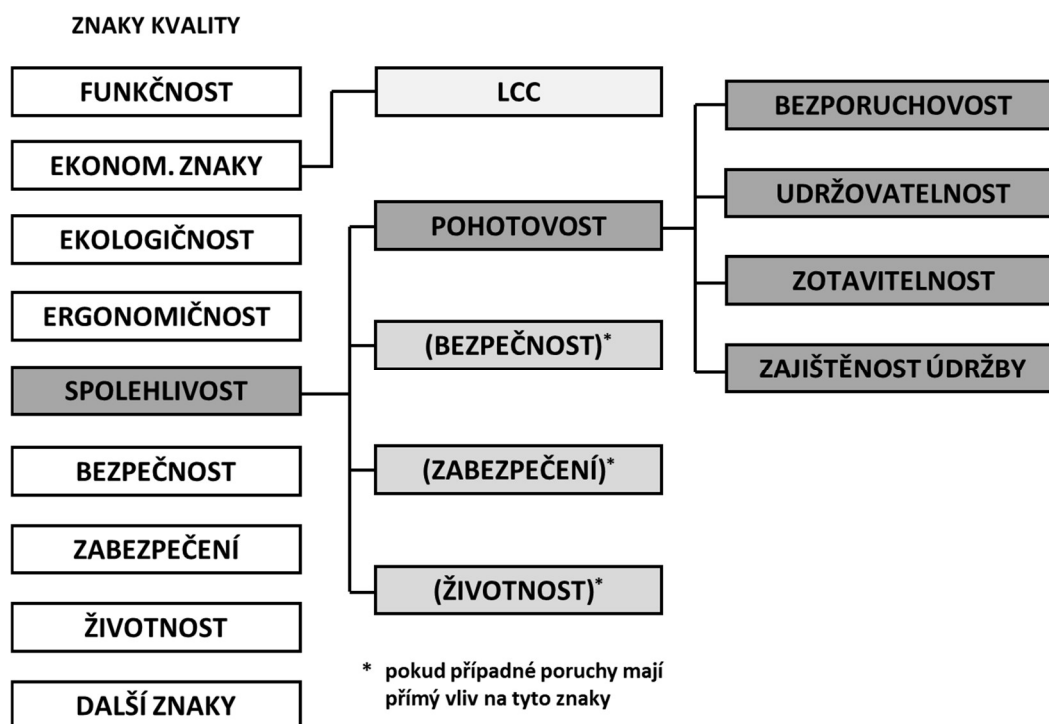 ZNAKY KVALITY
FUNKČNOST
EKONOM. ZNAKY
EKOLOGIČNOST
ERGONOMIČNOST
SPOLEHLIVOST
BEZPEČNOST
ZABEZPEČENÍ
ŽIVOTNOST
DALŠÍ ZNAKY
LCC
POHOTOVOST
(BEZPEČNOST)*
(ZABEZPEČENÍ)*
(ŽIVOTNOST)*
* pokud případné poruchy mají
přímý vliv na tyto znaky
BEZPORUCHOVOST
UDRŽOVATELNOST
ZOTAVITELNOST
ZAJIŠTĚNOST ÚDRŽBY